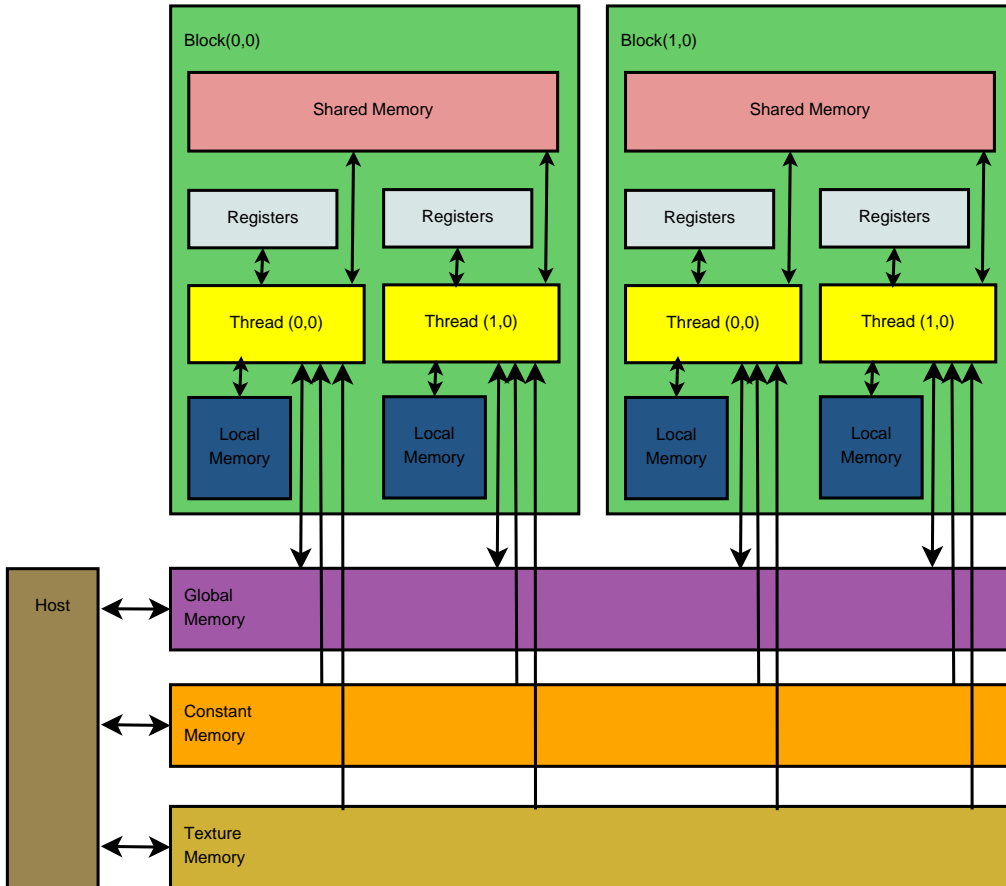 Block(0,0)
Shared Memory
Registers
Registers
Thread (0,0)
Thread (1,0)
Local
Memory
Local
Memory
Block(1,0)
Shared Memory
Registers
Registers
Thread (0,0)
Thread (1,0)
Local
Memory
Local
Memory
Host
Global
Memory
Constant
Memory
Texture
Memory